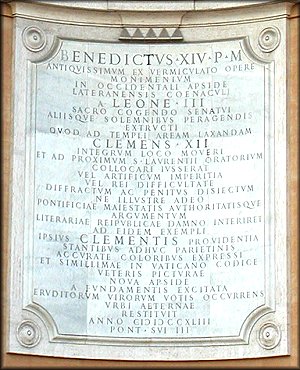 BENEDICTVS·XIV·P·M
ANTIQVISSIMVM EX VERMICVLATO OPERE
MONIMENTVM
IN OCCIDENTALI APSIDE
LATERANENSIS COENACVLI
A LEONE·III
SACRO COGENDO SENATVI
ALIISQVE SOLEMNIBVS PERAGENDIS
EXTRVCTI
QVOD AD TEMPLI AREAM LAXANDAM
CLEMENS·XII
INTEGRVM LOCO MOVERI
ET AD PROXIMVM S·LAVRENTII ORATORIVM
COLLOCARI IVSSERAT
VEL ARTIFICVM IMPERITIA
VEL REI DIFFICVLTATE
DIFFRACTVM AC PENITVS DISIECTVM
NE ILLVSTRE ADEO
PONTIFICIAE MAIESTATIS AVTHORITATISQVE
ARGVMENTVM
LITERARIAE REIPVBLICAE DAMNO INTERIRET
AD FIDEM EXEMPLI
IPSIVS CLEMENTIS PROVIDENTIA
STANTIBVS ADHVC PARIETINIS
ACCVRATE COLORIBVS EXPRESSI
ET SIMILLIMAE IN VATICANO CODICE
VETERIS PICTVRAE
NOVA APSIDE
A FVNDAMENTIS EXCITATA
ERVDITORVM VIRORVM VOTIS OCCVRRENS
VRBI AETERNAE
RESTITVIT
ANNO CIƆIƆCCXLIII
PONT·SVI III